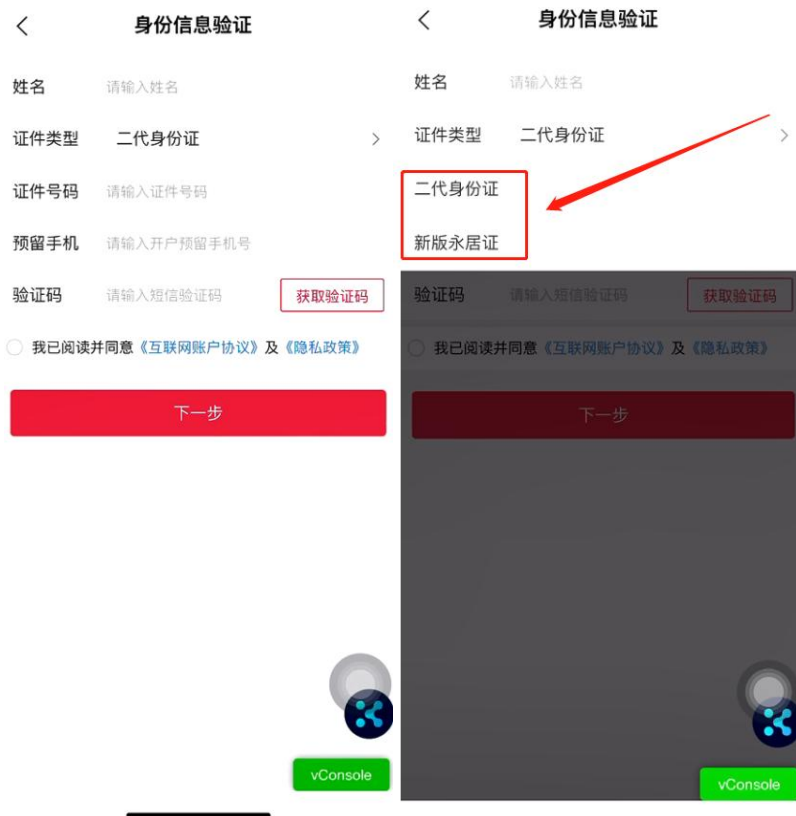 身份信息验证
姓名 请输入姓名
证件类型 二代身份证
证件号码 请输入证件号码
预留手机 请输入开户预留手机号
验证码 请输入短信验证码 获取验证码
我已阅读并同意《互联网账户协议》及《隐私政策》
下一步
vConsole
身份信息验证
姓名 请输入姓名
证件类型 二代身份证
二代身份证
新版永居证
验证码 请输入短信验证码 获取验证码
我已阅读并同意《互联网账户协议》及《隐私政策》
下一步
vConsole